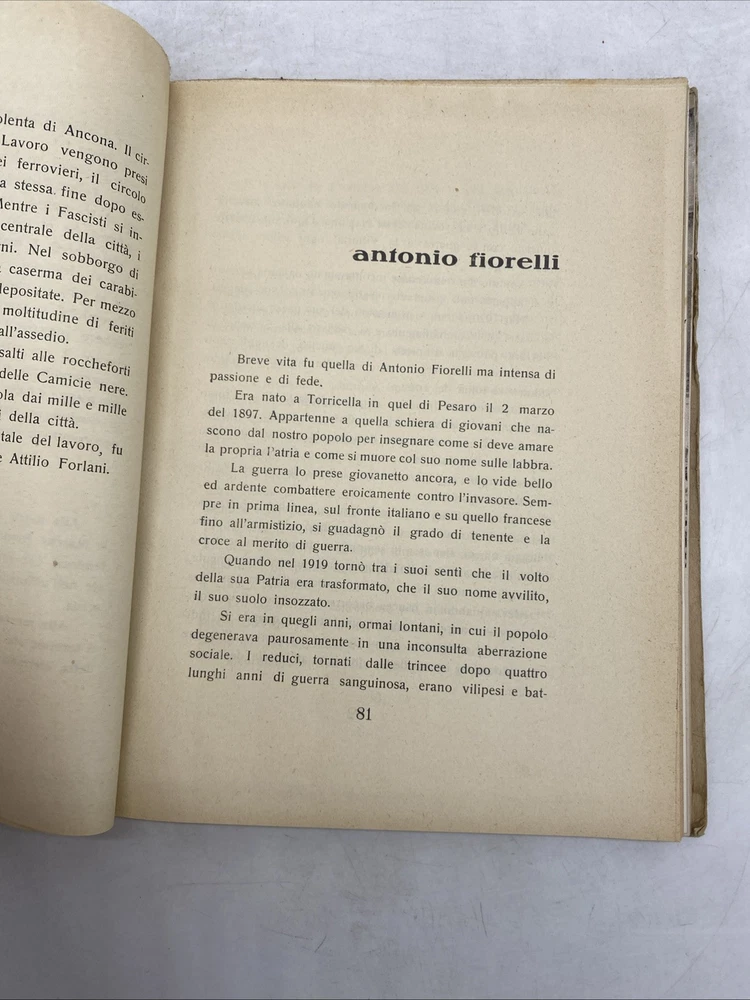 olenta di Ancona. Il cir-
Lavoro vengono presi
ei ferrovieri, il circolo
a stessa fine dopo es-
Mentre i Fascisti si in-
centrale della città, i
rni. Nel sobborgo di
caserma dei carabi-
depositate. Per mezzo
moltitudine di feriti
all'assedio.
salti alle roccheforti
delle Camicie nere.
ola dai mille e mille
i della città.
tale del lavoro, fu
e Attilio Forlani.
antonio fiorelli
Breve vita fu quella di Antonio Fiorelli ma intensa di
passione e di fede.
Era nato a Torricella in quel di Pesaro il 2 marzo
del 1897. Appartenne a quella schiera di giovani che na-
scono dal nostro popolo per insegnare come si deve amare
la propria l'atria e come si muore col suo nome sulle labbra.
La guerra lo prese giovanetto ancora, e lo vide bello
ed ardente combattere eroicamente contro l'invasore. Sem-
pre in prima linea, sul fronte italiano e su quello francese
fino all'armistizio, si guadagnò il grado di tenente e la
croce al merito di guerra.
Quando nel 1919 tornò tra i suoi sentì che il volto
della sua Patria era trasformato, che il suo nome avvilito,
il suo suolo insozzato.
Si era in quegli anni, ormai lontani, in cui il popolo
degenerava paurosamente in una inconsulta aberrazione
sociale. I reduci, tornati dalle trincee dopo quattro
lunghi anni di guerra sanguinosa, erano vilipesi e bat-
81